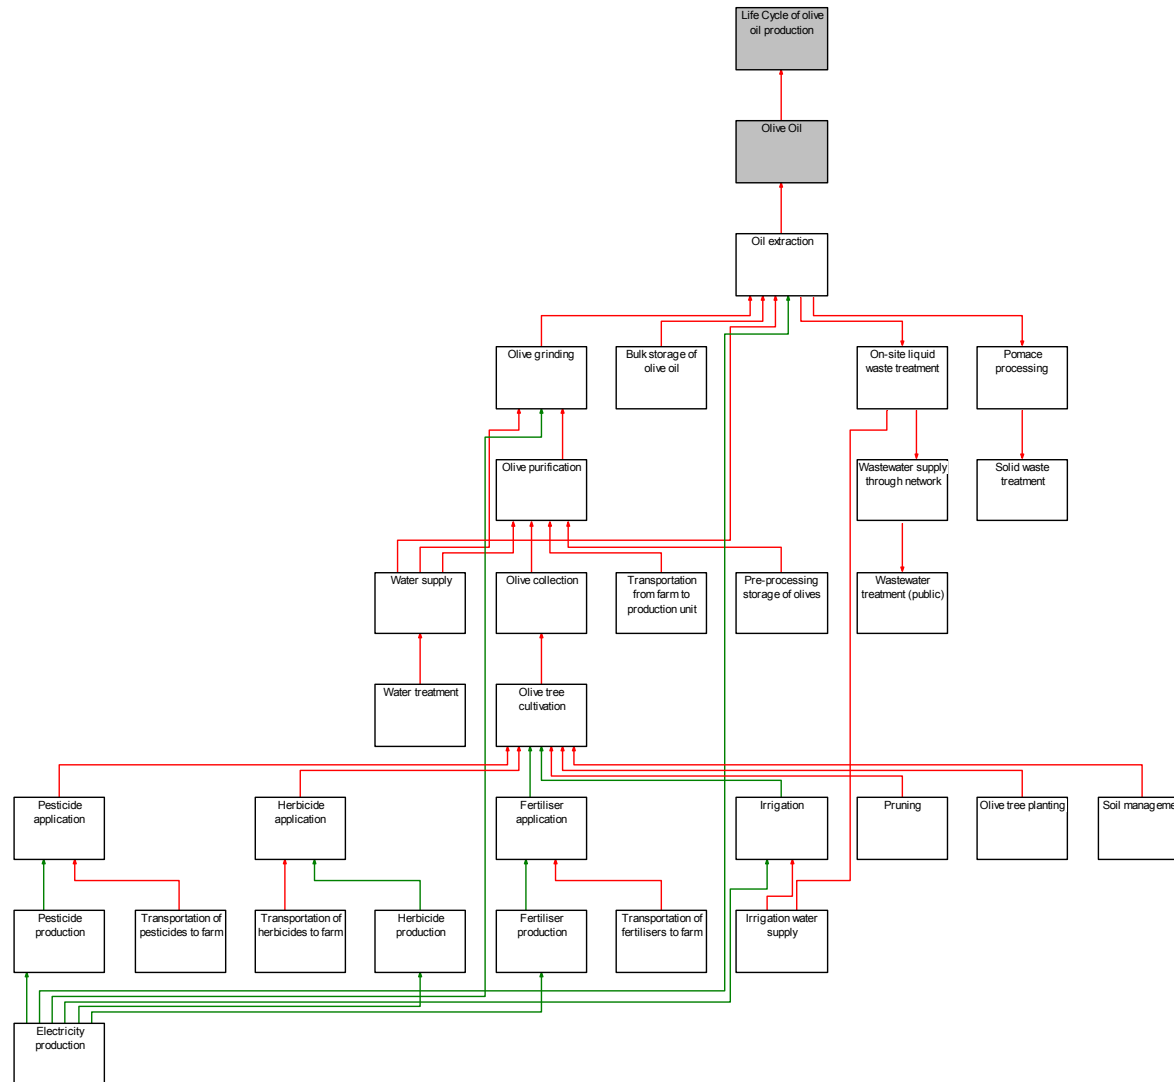 Life Cycle of olive
oil production
Olive Oil
Oil extraction
Olive grinding
Bulk storage of
olive oil
On-site liquid
waste treatment
Pomace
processing
Olive purification
Wastewater supply
through network
Solid waste
treatment
Water supply
Olive collection
Transportation
from farm to
production unit
Pre-processing
storage of olives
Wastewater
treatment (public)
Water treatment
Olive tree
cultivation
Pesticide
application
Herbicide
application
Fertiliser
application
Irrigation
Pruning
Olive tree planting
Soil manageme
Pesticide
production
Transportation of
pesticides to farm
Transportation of
herbicides to farm
Herbicide
production
Fertiliser
production
Transportation of
fertilisers to farm
Irrigation water
supply
Electricity
production